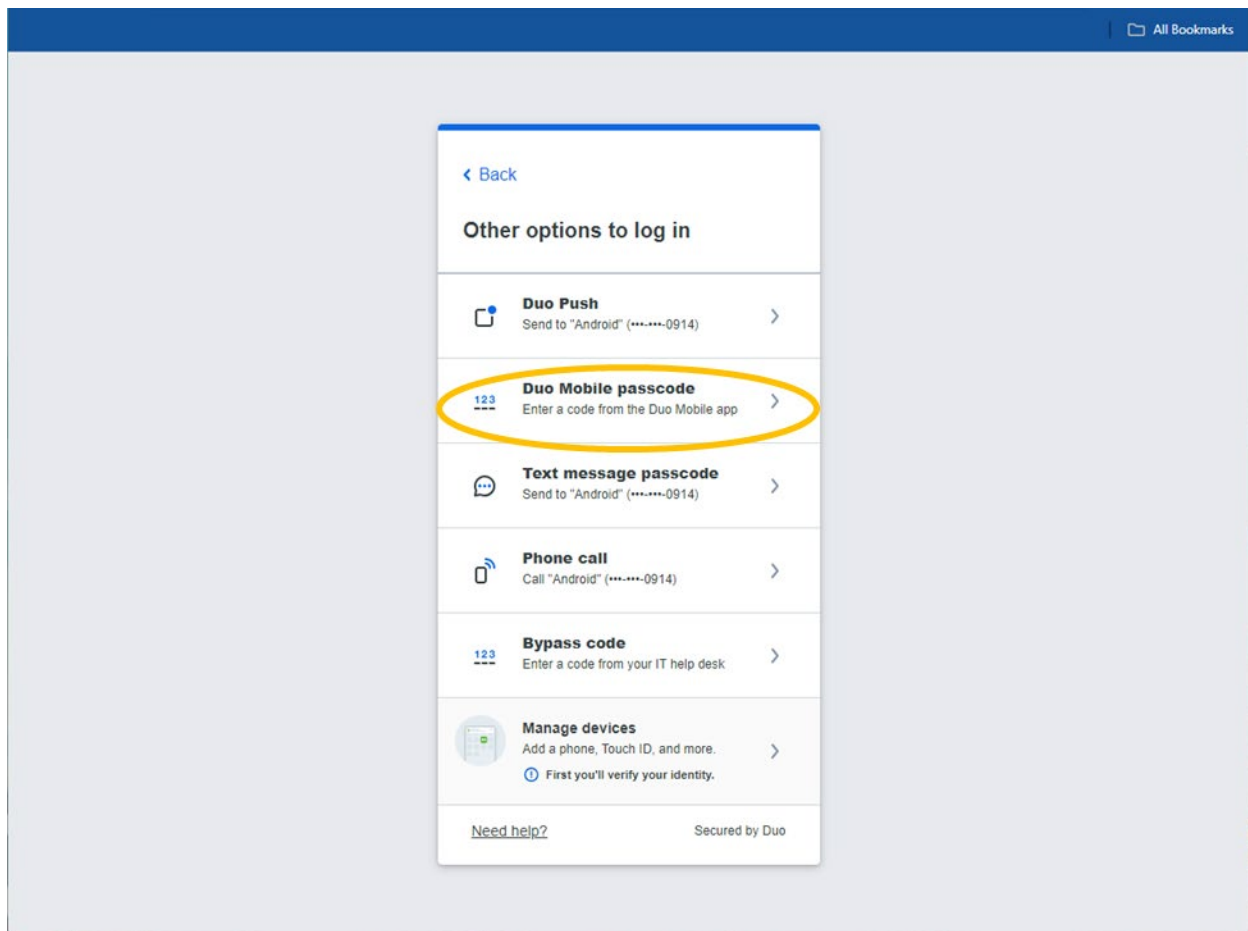 All Bookmarks
Back
Other options to log in
Duo Push
Send to "Android" (•••-•••-0914)
123
Duo Mobile passcode
Enter a code from the Duo Mobile app
Text message passcode
Send to "Android" (•••-•••-0914)
Phone call
Call "Android" (•••-•••-0914)
123
Bypass code
Enter a code from your IT help desk
Manage devices
Add a phone, Touch ID, and more.
First you'll verify your identity.
Need help? Secured by Duo